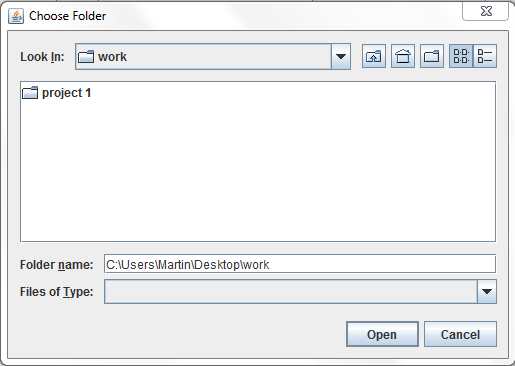 Choose Folder
Look In: work
project 1
Folder name: C:\Users\Martin\Desktop\work
Files of Type:
Open Cancel